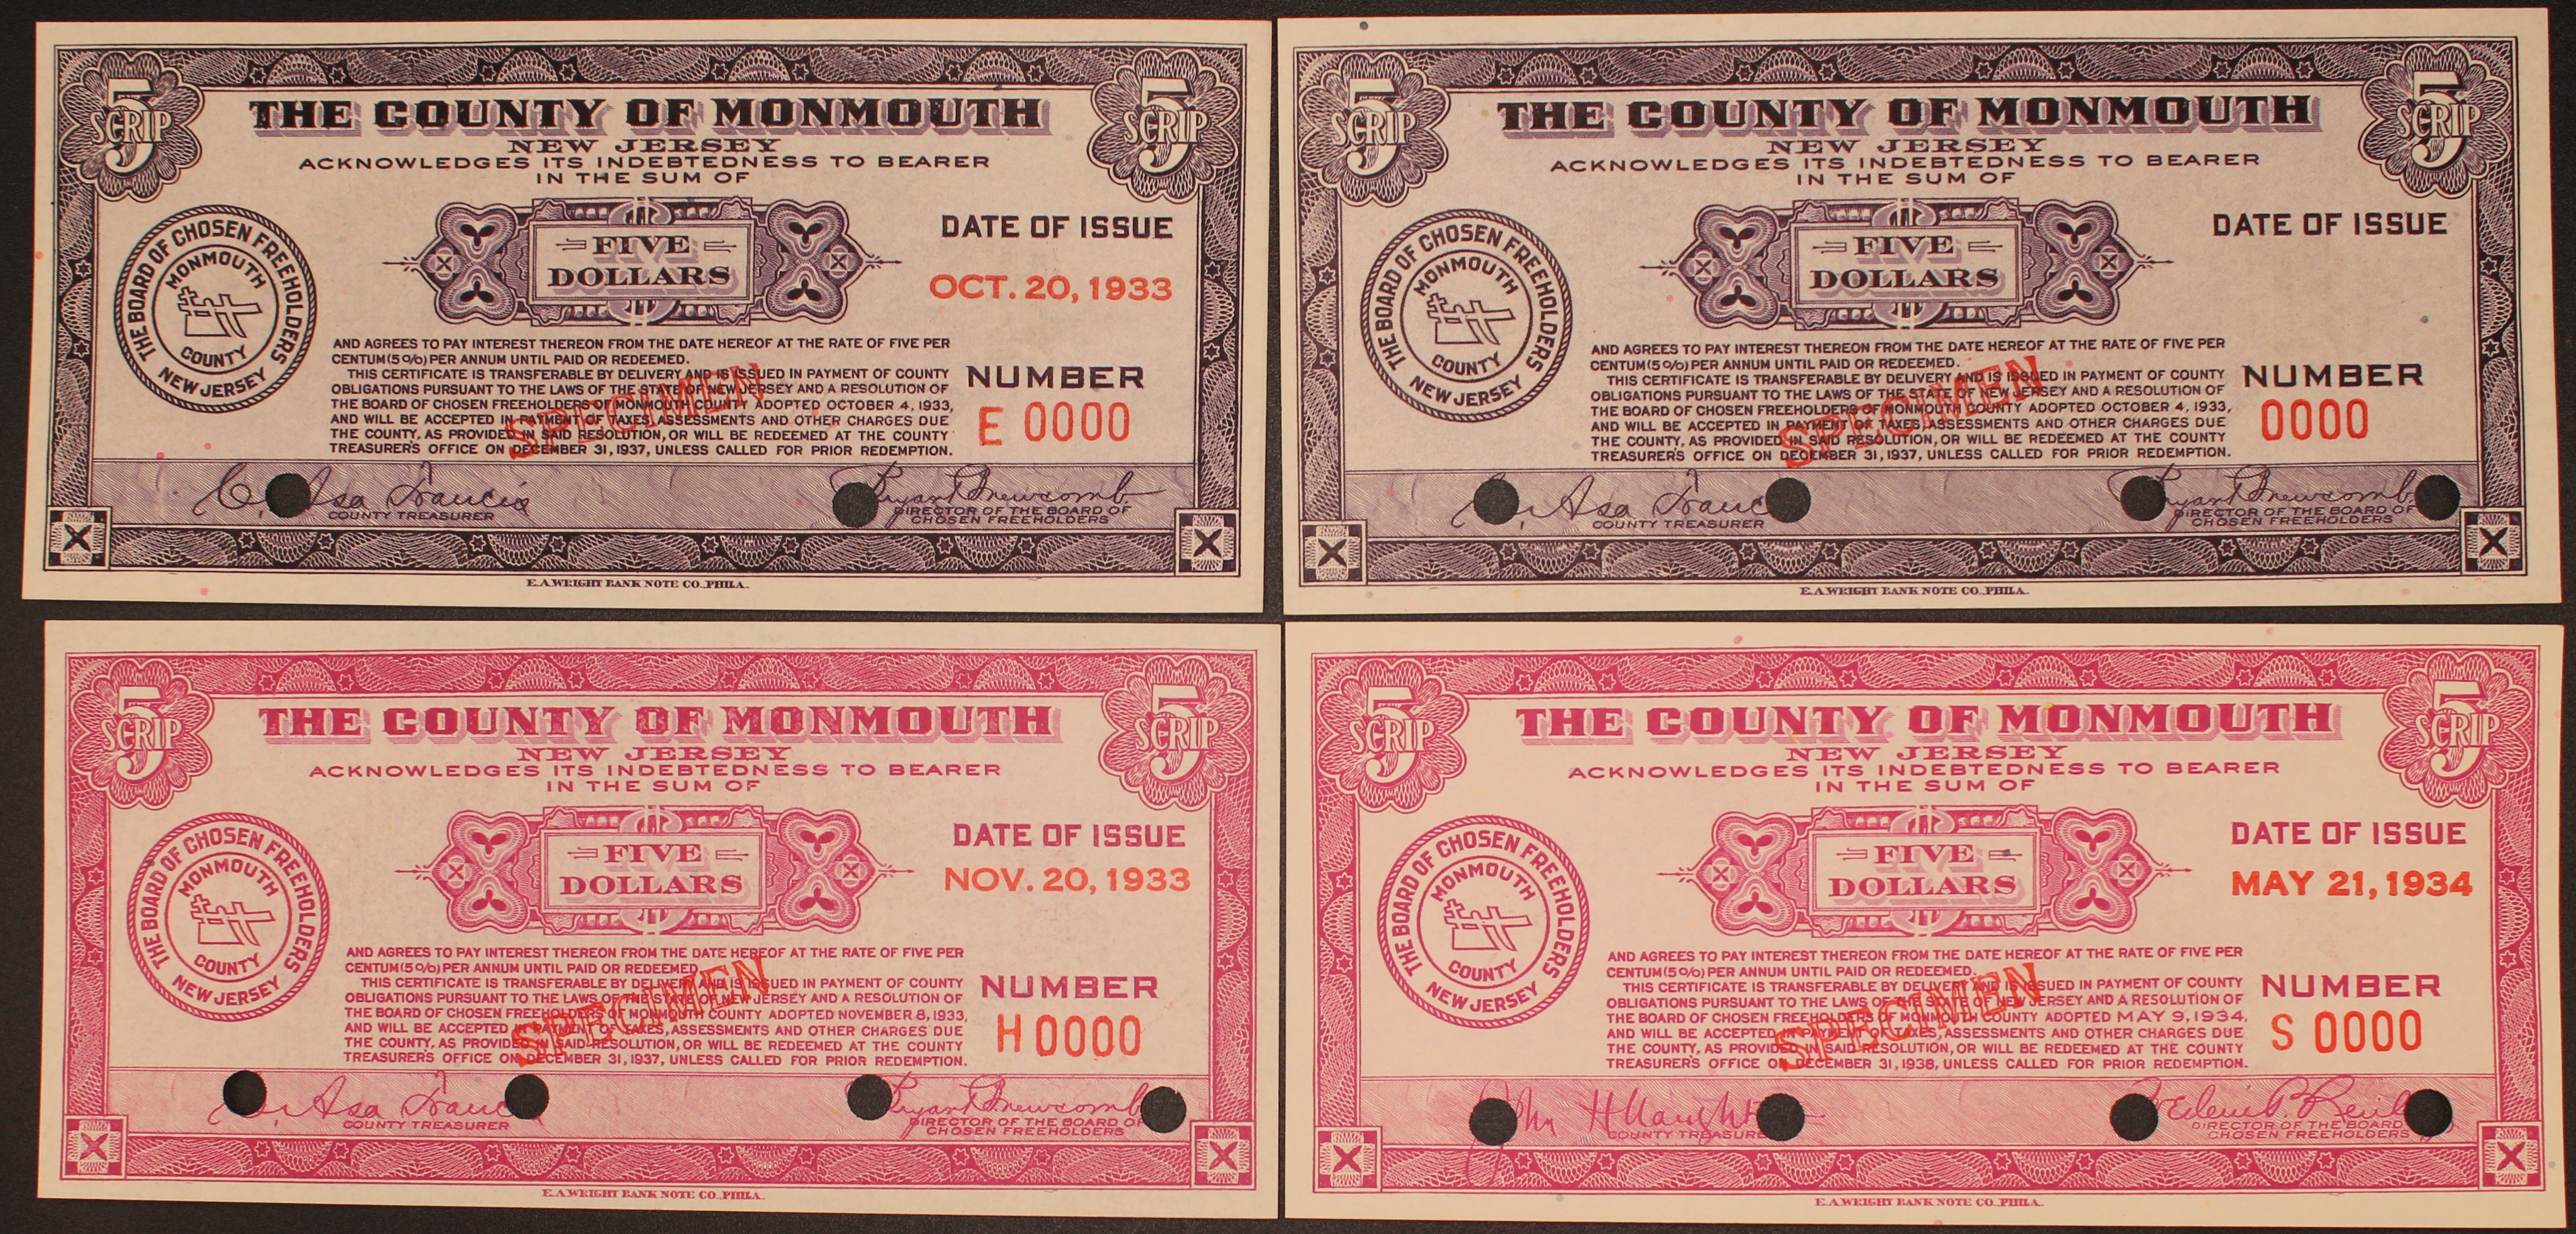 5
SCRIP
5
SCRIP
THE COUNTY OF MONMOUTH
NEW JERSEY
ACKNOWLEDGES ITS INDEBTEDNESS TO BEARER
IN THE SUM OF
FIVE
DOLLARS
DATE OF ISSUE
OCT. 20, 1933
THE BOARD OF CHOSEN FREEHOLDERS
MONMOUTH
COUNTY
NEW JERSEY
AND AGREES TO PAY INTEREST THEREON FROM THE DATE HEREOF AT THE RATE OF FIVE PER
CENTUM (5%) PER ANNUM UNTIL PAID OR REDEEMED.
THIS CERTIFICATE IS TRANSFERABLE BY DELIVERY AND IS ISSUED IN PAYMENT OF COUNTY
OBLIGATIONS PURSUANT TO THE LAWS OF THE STATE OF NEW JERSEY AND A RESOLUTION OF
THE BOARD OF CHOSEN FREEHOLDERS OF MONMOUTH COUNTY ADOPTED OCTOBER 4, 1933,
AND WILL BE ACCEPTED IN PAYMENT OF TAXES, ASSESSMENTS AND OTHER CHARGES DUE
THE COUNTY, AS PROVIDED IN SAID RESOLUTION, OR WILL BE REDEEMED AT THE COUNTY
TREASURER'S OFFICE ON DECEMBER 31, 1937, UNLESS CALLED FOR PRIOR REDEMPTION.
SPECIMEN
NUMBER
E 0000
C. Asa Francis
COUNTY TREASURER
Bryant B. Newcomb
DIRECTOR OF THE BOARD OF
CHOSEN FREEHOLDERS
E.A.WRIGHT BANK NOTE CO., PHILA.
5
SCRIP
5
SCRIP
THE COUNTY OF MONMOUTH
NEW JERSEY
ACKNOWLEDGES ITS INDEBTEDNESS TO BEARER
IN THE SUM OF
FIVE
DOLLARS
DATE OF ISSUE
THE BOARD OF CHOSEN FREEHOLDERS
MONMOUTH
COUNTY
NEW JERSEY
AND AGREES TO PAY INTEREST THEREON FROM THE DATE HEREOF AT THE RATE OF FIVE PER
CENTUM (5%) PER ANNUM UNTIL PAID OR REDEEMED.
THIS CERTIFICATE IS TRANSFERABLE BY DELIVERY AND IS ISSUED IN PAYMENT OF COUNTY
OBLIGATIONS PURSUANT TO THE LAWS OF THE STATE OF NEW JERSEY AND A RESOLUTION OF
THE BOARD OF CHOSEN FREEHOLDERS OF MONMOUTH COUNTY ADOPTED OCTOBER 4, 1933,
AND WILL BE ACCEPTED IN PAYMENT OF TAXES, ASSESSMENTS AND OTHER CHARGES DUE
THE COUNTY, AS PROVIDED IN SAID RESOLUTION, OR WILL BE REDEEMED AT THE COUNTY
TREASURER'S OFFICE ON DECEMBER 31, 1937, UNLESS CALLED FOR PRIOR REDEMPTION.
SPECIMEN
NUMBER
0000
C. Asa Francis
COUNTY TREASURER
Bryant B. Newcomb
DIRECTOR OF THE BOARD OF
CHOSEN FREEHOLDERS
E.A.WRIGHT BANK NOTE CO., PHILA.
5
SCRIP
5
SCRIP
THE COUNTY OF MONMOUTH
NEW JERSEY
ACKNOWLEDGES ITS INDEBTEDNESS TO BEARER
IN THE SUM OF
FIVE
DOLLARS
DATE OF ISSUE
NOV. 20, 1933
THE BOARD OF CHOSEN FREEHOLDERS
MONMOUTH
COUNTY
NEW JERSEY
AND AGREES TO PAY INTEREST THEREON FROM THE DATE HEREOF AT THE RATE OF FIVE PER
CENTUM (5%) PER ANNUM UNTIL PAID OR REDEEMED.
THIS CERTIFICATE IS TRANSFERABLE BY DELIVERY AND IS ISSUED IN PAYMENT OF COUNTY
OBLIGATIONS PURSUANT TO THE LAWS OF THE STATE OF NEW JERSEY AND A RESOLUTION OF
THE BOARD OF CHOSEN FREEHOLDERS OF MONMOUTH COUNTY ADOPTED NOVEMBER 8, 1933,
AND WILL BE ACCEPTED IN PAYMENT OF TAXES, ASSESSMENTS AND OTHER CHARGES DUE
THE COUNTY, AS PROVIDED IN SAID RESOLUTION, OR WILL BE REDEEMED AT THE COUNTY
TREASURER'S OFFICE ON DECEMBER 31, 1937, UNLESS CALLED FOR PRIOR REDEMPTION.
SPECIMEN
NUMBER
H 0000
C. Asa Francis
COUNTY TREASURER
Bryant B. Newcomb
DIRECTOR OF THE BOARD OF
CHOSEN FREEHOLDERS
E.A.WRIGHT BANK NOTE CO., PHILA.
5
SCRIP
5
SCRIP
THE COUNTY OF MONMOUTH
NEW JERSEY
ACKNOWLEDGES ITS INDEBTEDNESS TO BEARER
IN THE SUM OF
FIVE
DOLLARS
DATE OF ISSUE
MAY 21, 1934
THE BOARD OF CHOSEN FREEHOLDERS
MONMOUTH
COUNTY
NEW JERSEY
AND AGREES TO PAY INTEREST THEREON FROM THE DATE HEREOF AT THE RATE OF FIVE PER
CENTUM (5%) PER ANNUM UNTIL PAID OR REDEEMED.
THIS CERTIFICATE IS TRANSFERABLE BY DELIVERY AND IS ISSUED IN PAYMENT OF COUNTY
OBLIGATIONS PURSUANT TO THE LAWS OF THE STATE OF NEW JERSEY AND A RESOLUTION OF
THE BOARD OF CHOSEN FREEHOLDERS OF MONMOUTH COUNTY ADOPTED MAY 9, 1934,
AND WILL BE ACCEPTED IN PAYMENT OF TAXES, ASSESSMENTS AND OTHER CHARGES DUE
THE COUNTY, AS PROVIDED IN SAID RESOLUTION, OR WILL BE REDEEMED AT THE COUNTY
TREASURER'S OFFICE ON DECEMBER 31, 1938, UNLESS CALLED FOR PRIOR REDEMPTION.
SPECIMEN
NUMBER
S 0000
John H
COUNTY TREASURER
DIRECTOR OF THE BOARD
CHOSEN FREEHOLDERS
E.A.WRIGHT BANK NOTE CO., PHILA.